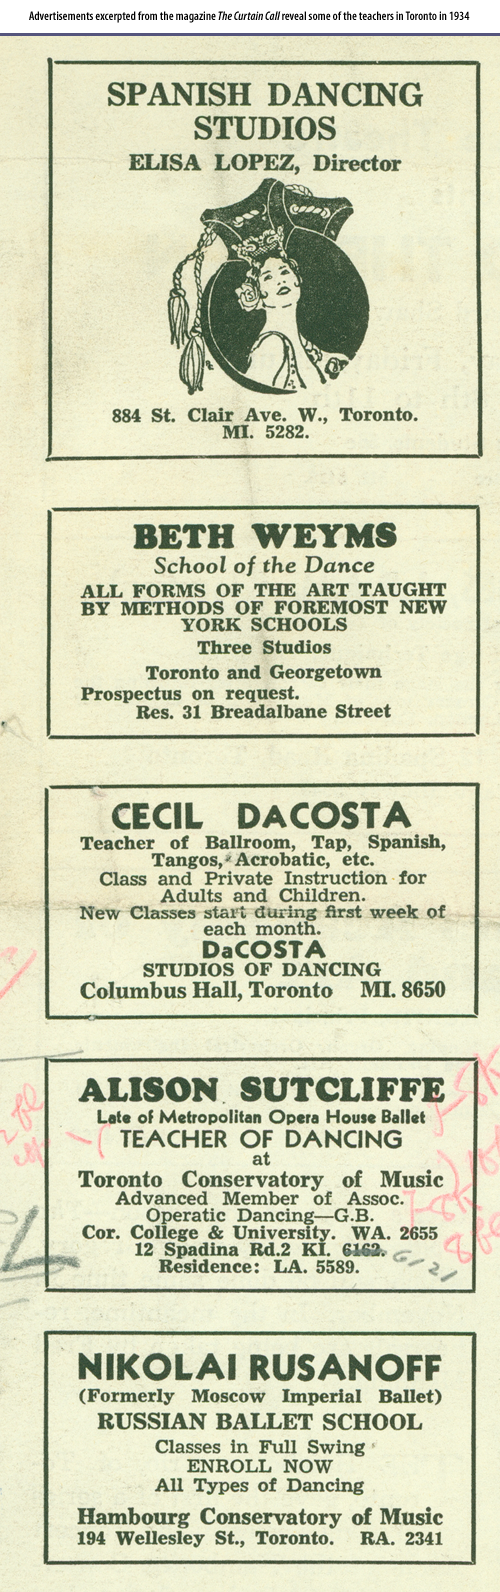 Advertisements excerpted from the magazine The Curtain Call reveal some of the teachers in Toronto in 1934
SPANISH DANCING
STUDIOS
ELISA LOPEZ, Director
884 St. Clair Ave. W., Toronto.
MI. 5282.
BETH WEYMS
School of the Dance
ALL FORMS OF THE ART TAUGHT
BY METHODS OF FOREMOST NEW
YORK SCHOOLS
Three Studios
Toronto and Georgetown
Prospectus on request.
Res. 31 Breadalbane Street
CECIL DACOSTA
Teacher of Ballroom, Tap, Spanish,
Tangos, Acrobatic, etc.
Class and Private Instruction for
Adults and Children.
New Classes start during first week of
each month.
DaCOSTA
STUDIOS OF DANCING
Columbus Hall, Toronto MI. 8650
ALISON SUTCLIFFE
Late of Metropolitan Opera House Ballet
TEACHER OF DANCING
at
Toronto Conservatory of Music
Advanced Member of Assoc.
Operatic Dancing—G.B.
Cor. College & University. WA. 2655
12 Spadina Rd.2 KI. 6162. 6121
Residence: LA. 5589.
NIKOLAI RUSANOFF
(Formerly Moscow Imperial Ballet)
RUSSIAN BALLET SCHOOL
Classes in Full Swing
ENROLL NOW
All Types of Dancing
Hambourg Conservatory of Music
194 Wellesley St., Toronto. RA. 2341